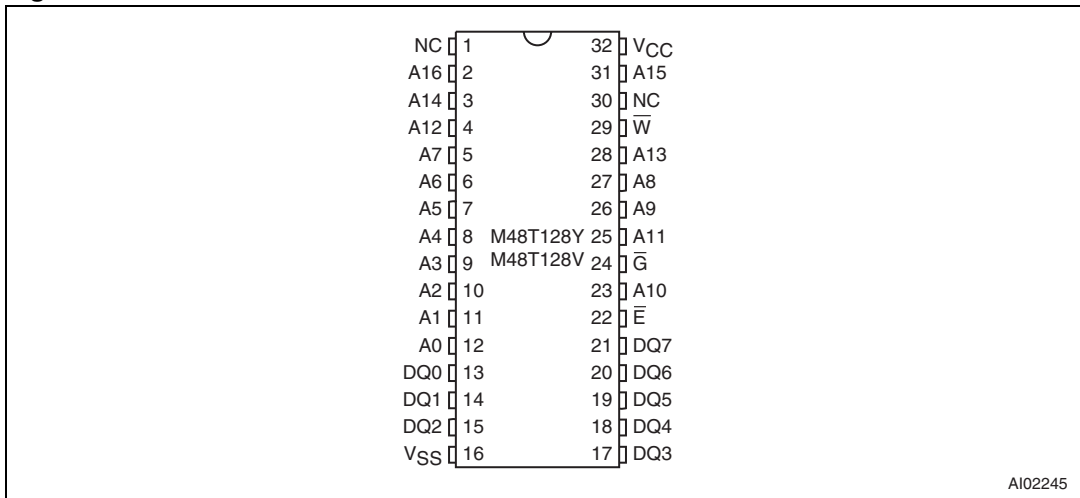 NC 1 32 VCC
A16 2 31 A15
A14 3 30 NC
A12 4 29 W̅
A7 5 28 A13
A6 6 27 A8
A5 7 26 A9
A4 8 M48T128Y 25 A11
A3 9 M48T128V 24 G̅
A2 10 23 A10
A1 11 22 E̅
A0 12 21 DQ7
DQ0 13 20 DQ6
DQ1 14 19 DQ5
DQ2 15 18 DQ4
VSS 16 17 DQ3
AI02245